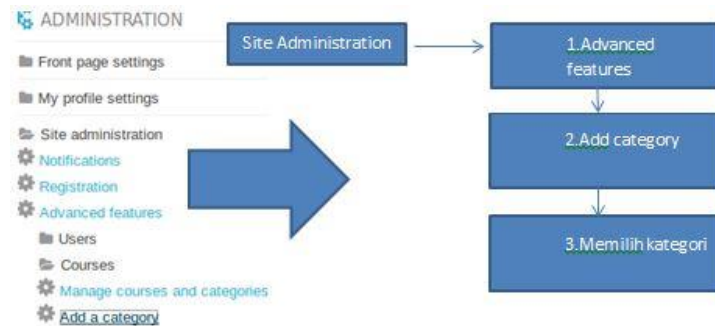 ADMINISTRATION
Front page settings
My profile settings
Site administration
Notifications
Registration
Advanced features
Users
Courses
Manage courses and categories
Add a category
Site Administration
1.Advanced
features
2.Add category
3.Memilih kategori